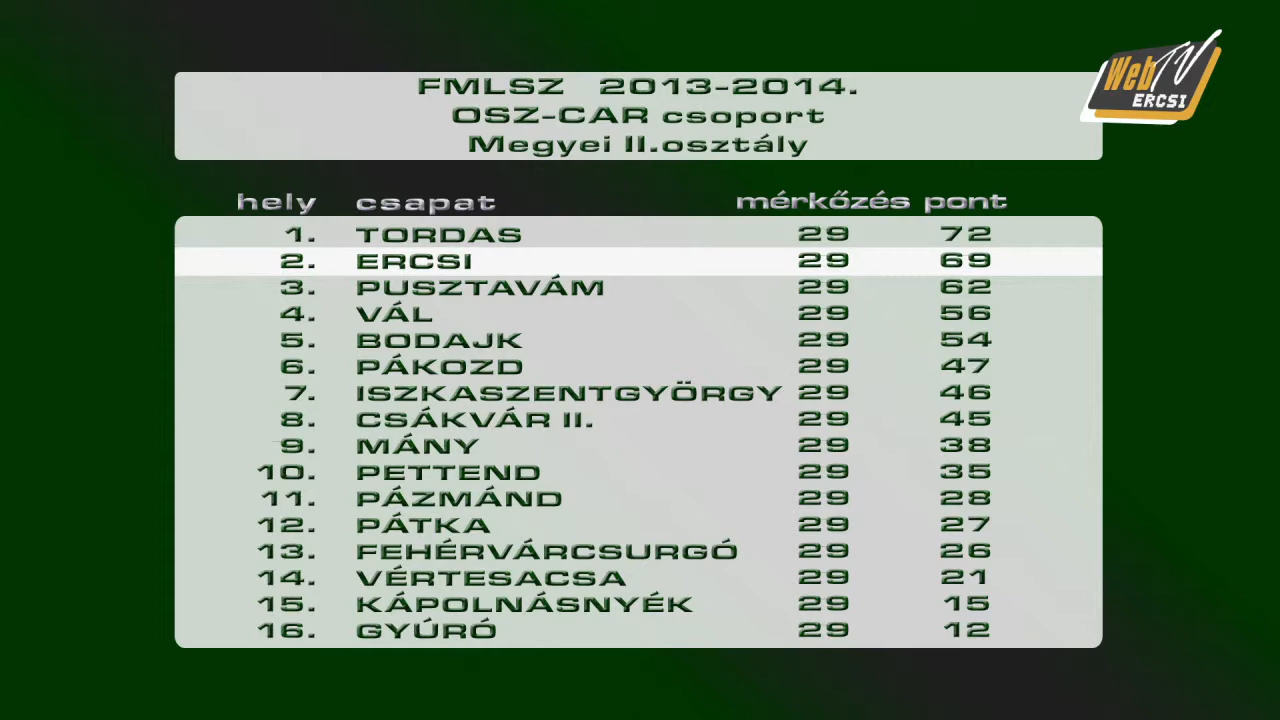 FMLSZ 2013-2014.
OSZ-CAR csoport
Megyei II.osztály
WebTV
ERCSI
hely csapat mérkőzés pont
1. TORDAS 29 72
2. ERCSI 29 69
3. PUSZTAVÁM 29 62
4. VÁL 29 56
5. BODAJK 29 54
6. PÁKOZD 29 47
7. ISZKASZENTGYÖRGY 29 46
8. CSÁKVÁR II. 29 45
9. MÁNY 29 38
10. PETTEND 29 35
11. PÁZMÁND 29 28
12. PÁTKA 29 27
13. FEHÉRVÁRCSURGÓ 29 26
14. VÉRTESACSA 29 21
15. KÁPOLNÁSNYÉK 29 15
16. GYÚRÓ 29 12